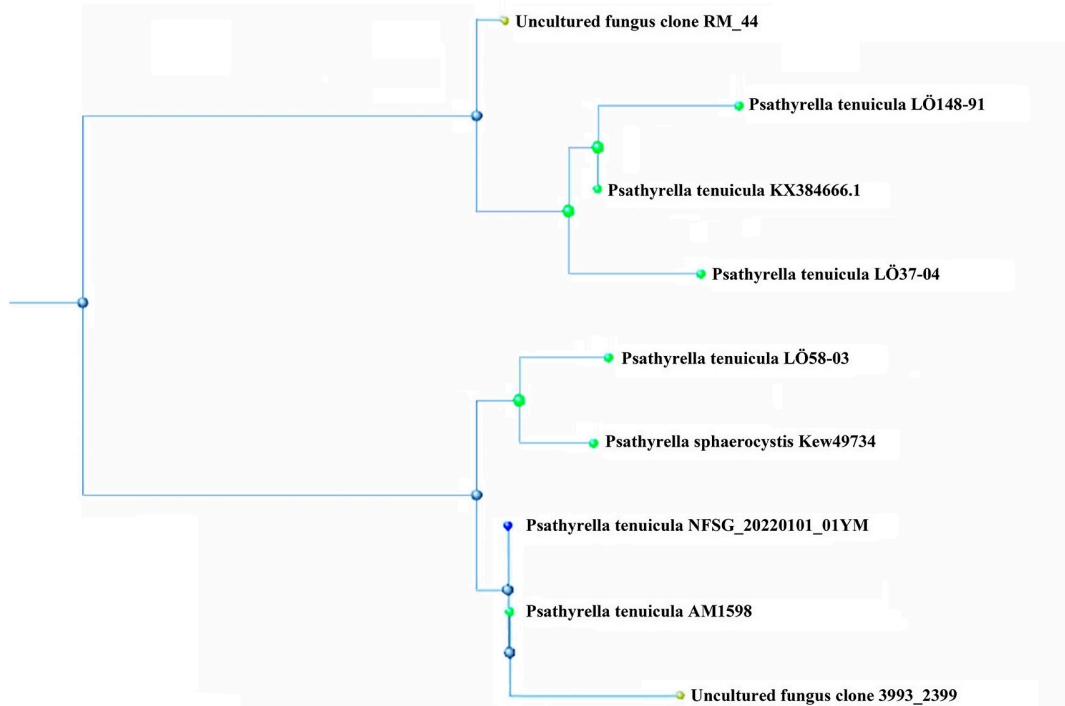 Uncultured fungus clone RM_44
Psathyrella tenuicula LÖ148-91
Psathyrella tenuicula KX384666.1
Psathyrella tenuicula LÖ37-04
Psathyrella tenuicula LÖ58-03
Psathyrella sphaerocystis Kew49734
Psathyrella tenuicula NFSG_20220101_01YM
Psathyrella tenuicula AM1598
Uncultured fungus clone 3993_2399